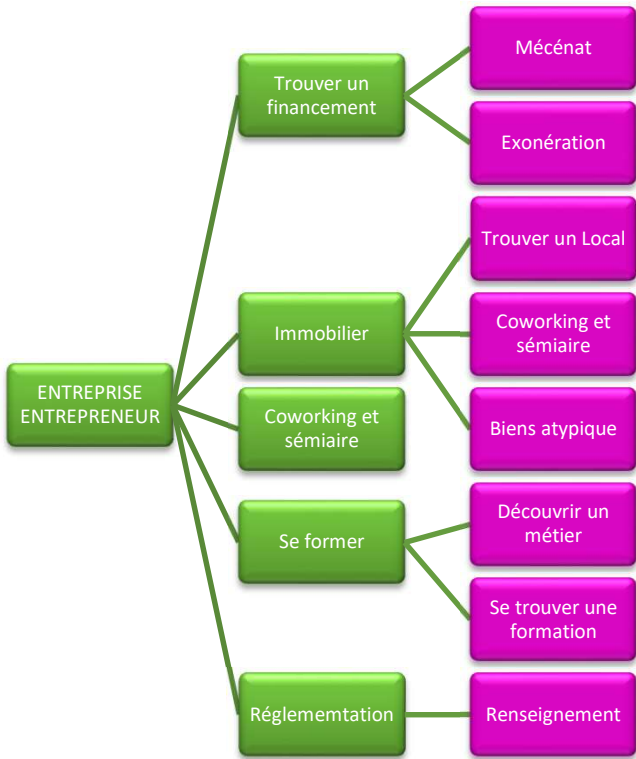 ENTREPRISE
ENTREPRENEUR
Trouver un
financement
Mécénat
Exonération
Immobilier
Trouver un Local
Coworking et
sémiaire
Biens atypique
Coworking et
sémiaire
Se former
Découvrir un
métier
Se trouver une
formation
Réglememtation
Renseignement